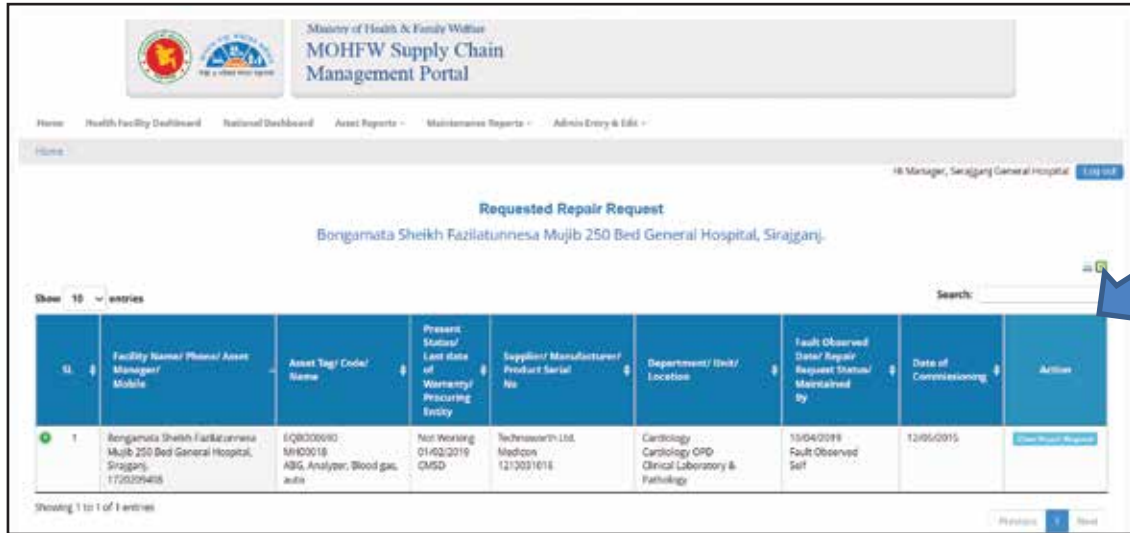 Ministry of Health & Family Welfare
MOHFW Supply Chain
Management Portal
Home Health Facility Dashboard National Dashboard Asset Reports Maintenance Reports Admin Entry & Edit
Home
Hi Manager, Serajganj General Hospital Log out
Requested Repair Request
Bongamata Sheikh Fazilatunnesa Mujib 250 Bed General Hospital, Sirajganj.
Show 10 entries
Search:
SL
Facility Name/ Phone/ Asset
Manager/
Mobile
Asset Tag/ Code/
Name
Present
Status/
Last date
of
Warranty/
Procuring
Entity
Supplier/ Manufacturer/
Product Serial
No
Department/ Unit/
Location
Fault Observed
Date/ Repair
Request Status/
Maintained
By
Date of
Commissioning
Action
1
Bongamata Sheikh Fazilatunnesa
Mujib 250 Bed General Hospital,
Sirajganj.
1720209408
MH00018
ABG, Analyzer, Blood gas,
auto
Not Working
01/02/2019
CMSD
Technoworth Ltd.
Medicon
1213031016
Cardiology
Cardiology OPD
Clinical Laboratory &
Pathology
10/04/2019
Fault Observed
Self
12/05/2015
Repair Request
Showing 1 to 1 of 1 entries
Previous 1 Next